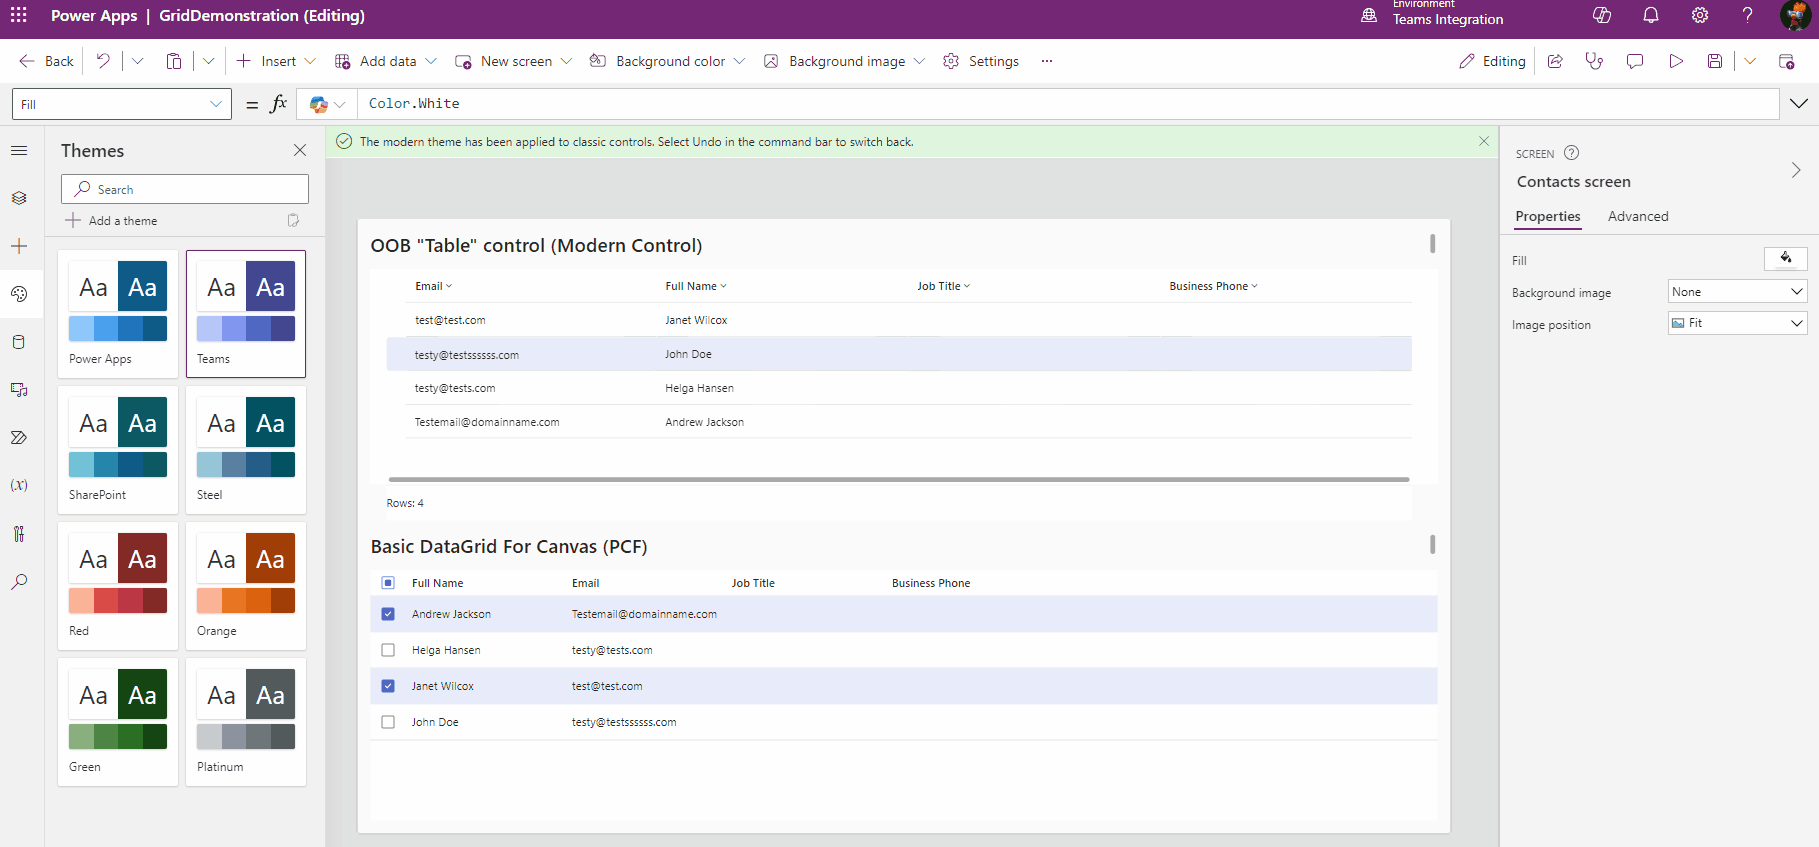 Power Apps | GridDemonstration (Editing)
Environment
Teams Integration
Back
Insert
Add data
New screen
Background color
Background image
Settings
Editing
Fill
= fx
Color.White
Themes
Search
Add a theme
Aa Aa
Power Apps
Aa Aa
Teams
Aa Aa
SharePoint
Aa Aa
Steel
Aa Aa
Red
Aa Aa
Orange
Aa Aa
Green
Aa Aa
Platinum
(x)
The modern theme has been applied to classic controls. Select Undo in the command bar to switch back.
OOB "Table" control (Modern Control)
Email Full Name Job Title Business Phone
test@test.com Janet Wilcox
testy@testssssss.com John Doe
testy@tests.com Helga Hansen
Testemail@domainname.com Andrew Jackson
Rows: 4
Basic DataGrid For Canvas (PCF)
Full Name Email Job Title Business Phone
Andrew Jackson Testemail@domainname.com
Helga Hansen testy@tests.com
Janet Wilcox test@test.com
John Doe testy@testssssss.com
SCREEN
Contacts screen
Properties Advanced
Fill
Background image None
Image position Fit